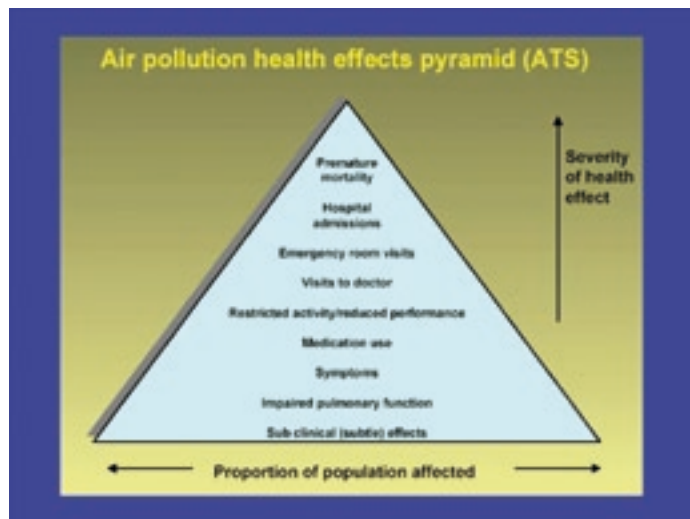 Air pollution health effects pyramid (ATS)
Premature
mortality
Hospital
admissions
Emergency room visits
Visits to doctor
Restricted activity/reduced performance
Medication use
Symptoms
Impaired pulmonary function
Sub clinical (subtle) effects
Severity
of health
effect
Proportion of population affected